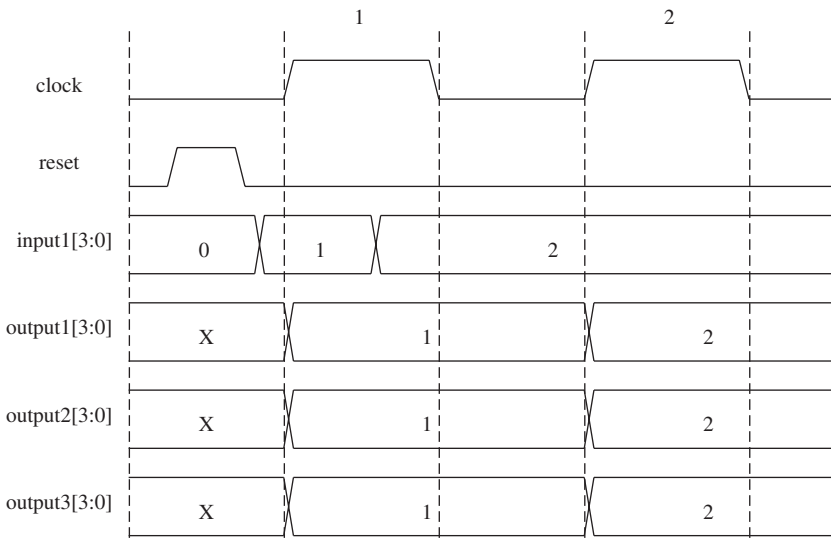 1 2
clock
reset
input1[3:0] 0 1 2
output1[3:0] X 1 2
output2[3:0] X 1 2
output3[3:0] X 1 2